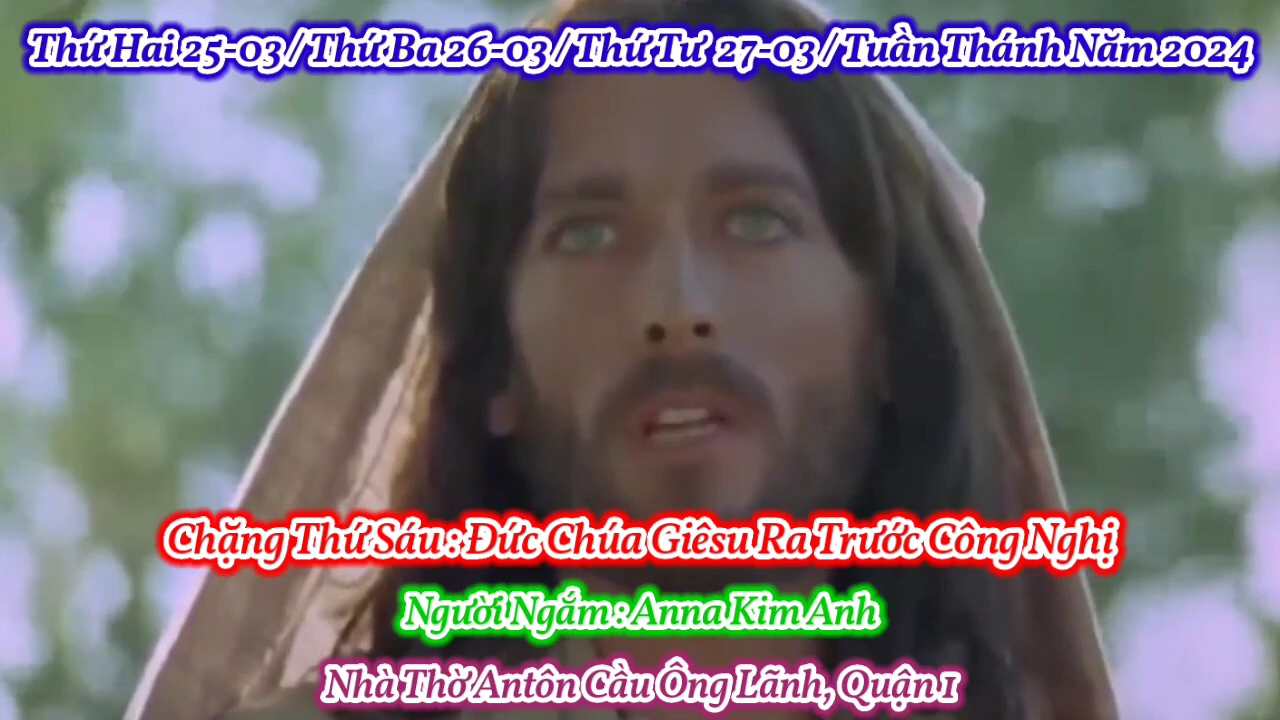 Thứ Hai 25-03 / Thứ Ba 26-03 / Thứ Tư 27-03 / Tuần Thánh Năm 2024
Chặng Thứ Sáu : Đức Chúa Giêsu Ra Trước Công Nghị
Người Ngắm : Anna Kim Anh
Nhà Thờ Antôn Cầu Ông Lãnh, Quận 1